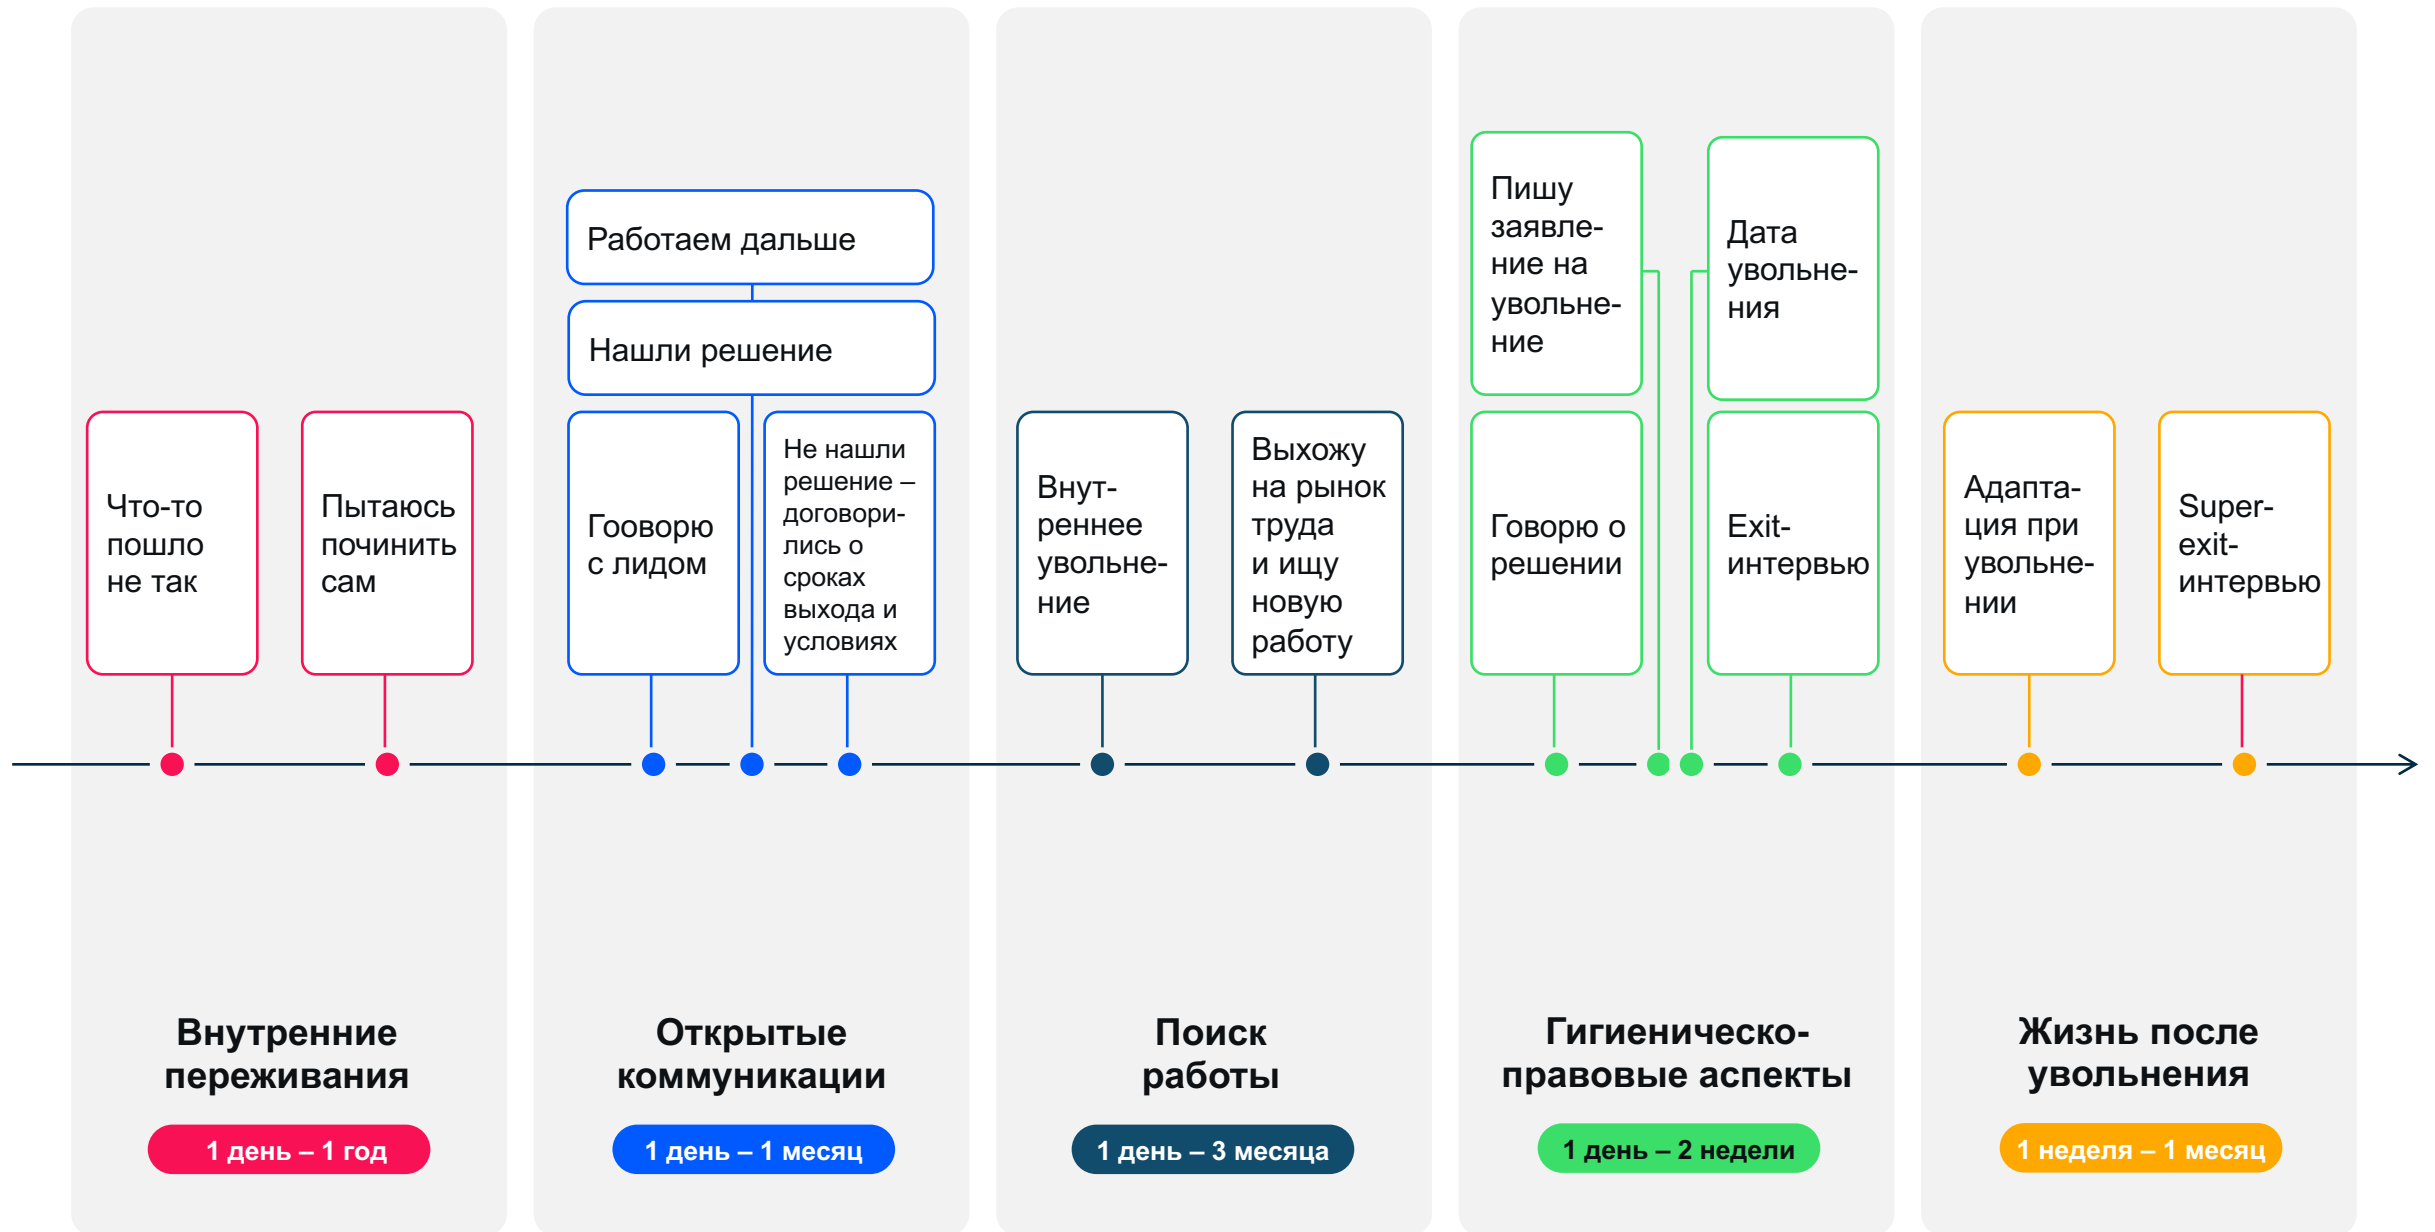 Что-то
пошло
не так
Пытаюсь
починить
сам
Работаем дальше
Нашли решение
Гооворю
с лидом
Не нашли
решение –
договори-
лись о
сроках
выхода и
условиях
Внут-
реннее
увольне-
ние
Выхожу
на рынок
труда
и ищу
новую
работу
Пишу
заявле-
ние на
увольне-
ние
Говорю о
решении
Дата
увольне-
ния
Exit-
интервью
Адапта-
ция при
увольне-
нии
Super-
exit-
интервью
Внутренние
переживания
1 день – 1 год
Открытые
коммуникации
1 день – 1 месяц
Поиск
работы
1 день – 3 месяца
Гигиеническо-
правовые аспекты
1 день – 2 недели
Жизнь после
увольнения
1 неделя – 1 месяц